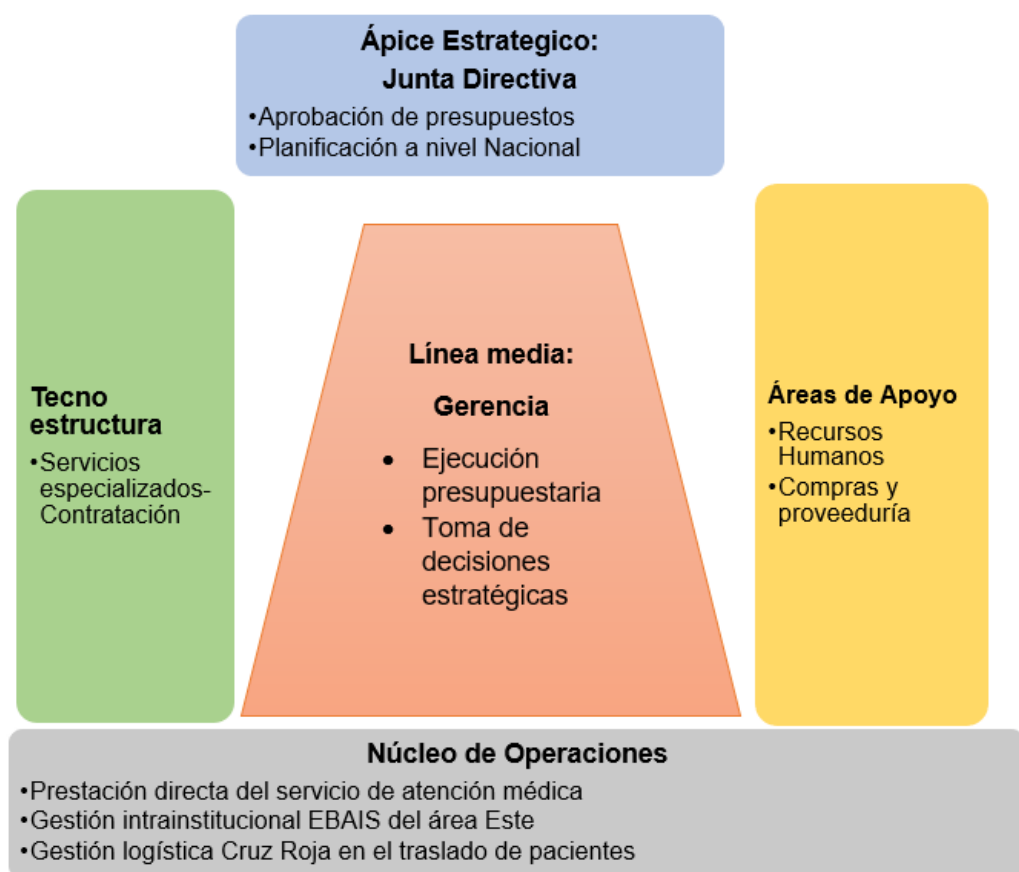 Ápice Estrategico:
Junta Directiva
•Aprobación de presupuestos
•Planificación a nivel Nacional
Tecno
estructura
•Servicios
especializados-
Contratación
Línea media:
Gerencia
• Ejecución
presupuestaria
• Toma de
decisiones
estratégicas
Áreas de Apoyo
•Recursos
Humanos
•Compras y
proveeduría
Núcleo de Operaciones
•Prestación directa del servicio de atención médica
•Gestión intrainstitucional EBAIS del área Este
•Gestión logística Cruz Roja en el traslado de pacientes